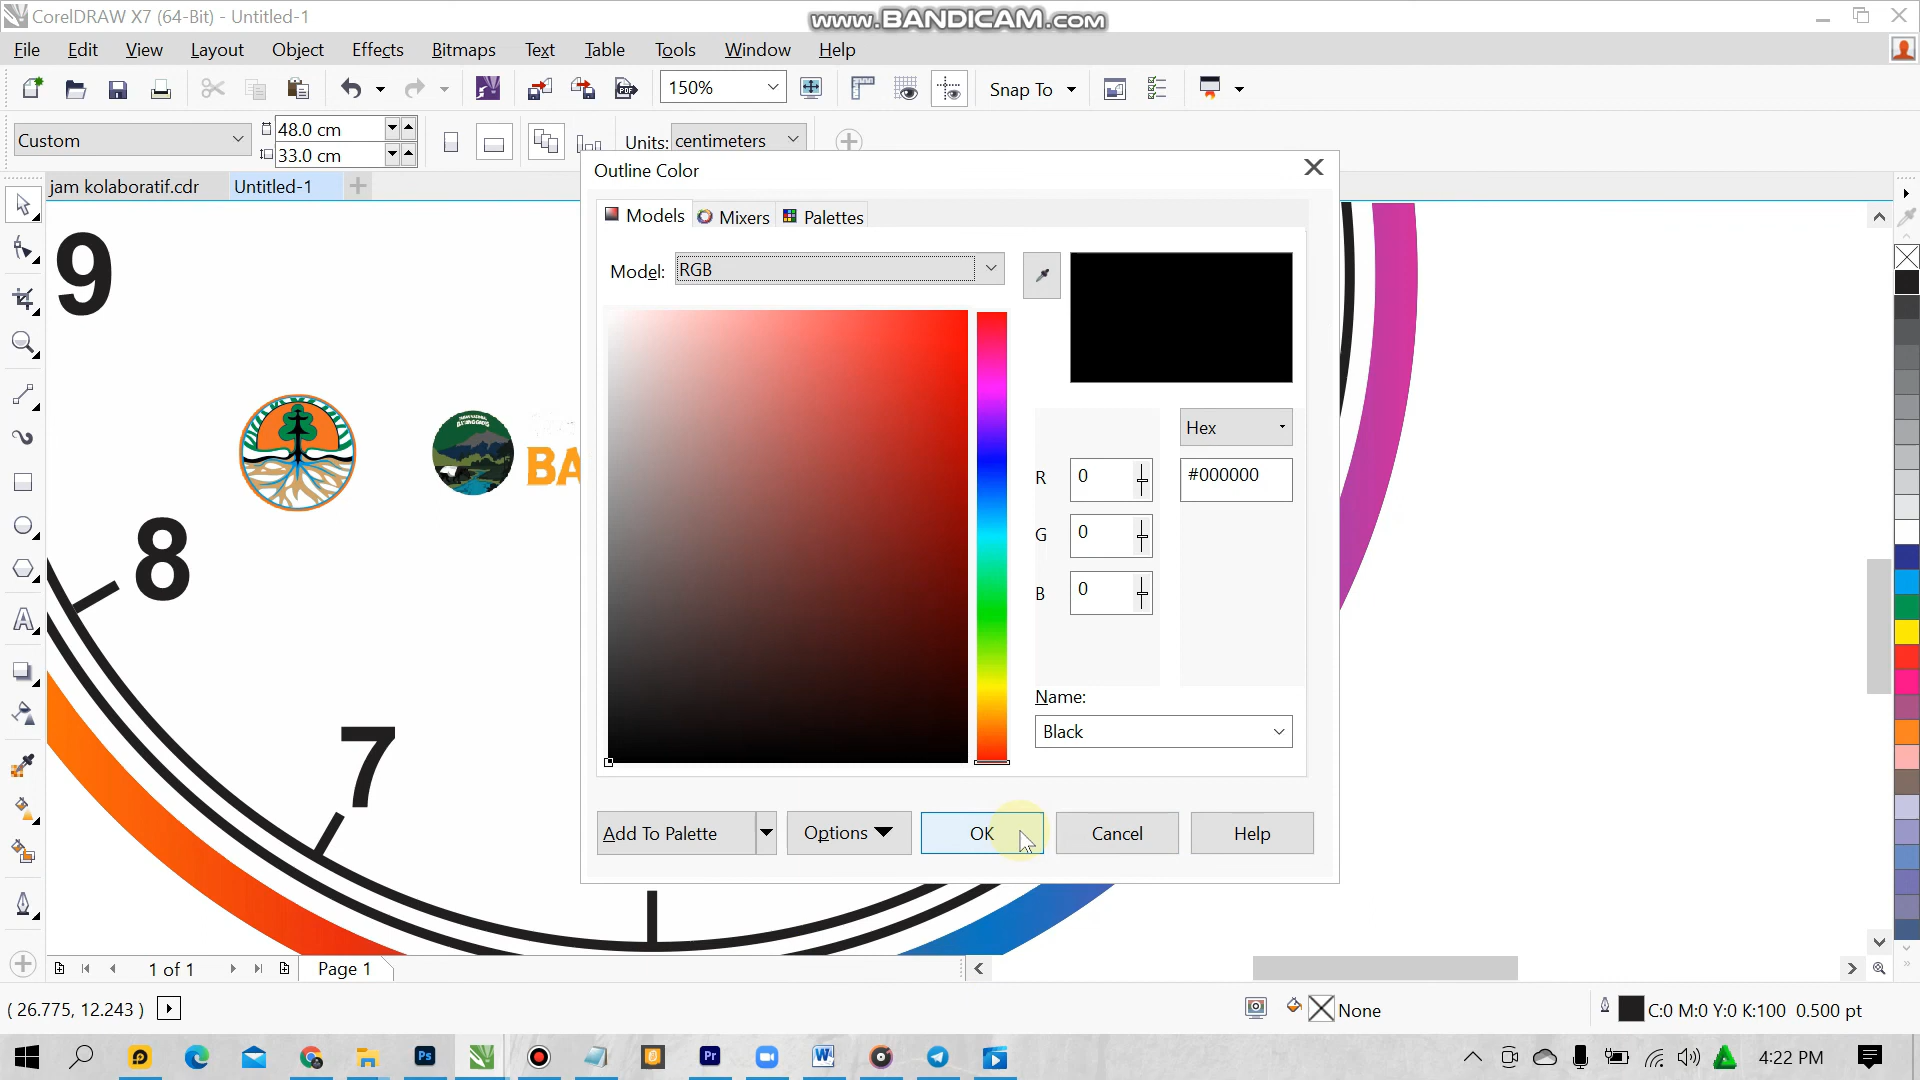 CorelDRAW X7 (64-Bit) - Untitled-1
www.BANDICAM.com
File Edit View Layout Object Effects Bitmaps Text Table Tools Window Help
150%
Snap To
Custom
48.0 cm
33.0 cm
Units: centimeters
jam kolaboratif.cdr
Untitled-1
Outline Color
Models
Mixers
Palettes
Model: RGB
Hex
R 0
#000000
G 0
B 0
Name:
Black
Add To Palette
Options
OK
Cancel
Help
9
8
7
BA
1 of 1
Page 1
( 26.775, 12.243 )
None
C:0 M:0 Y:0 K:100 0.500 pt
4:22 PM